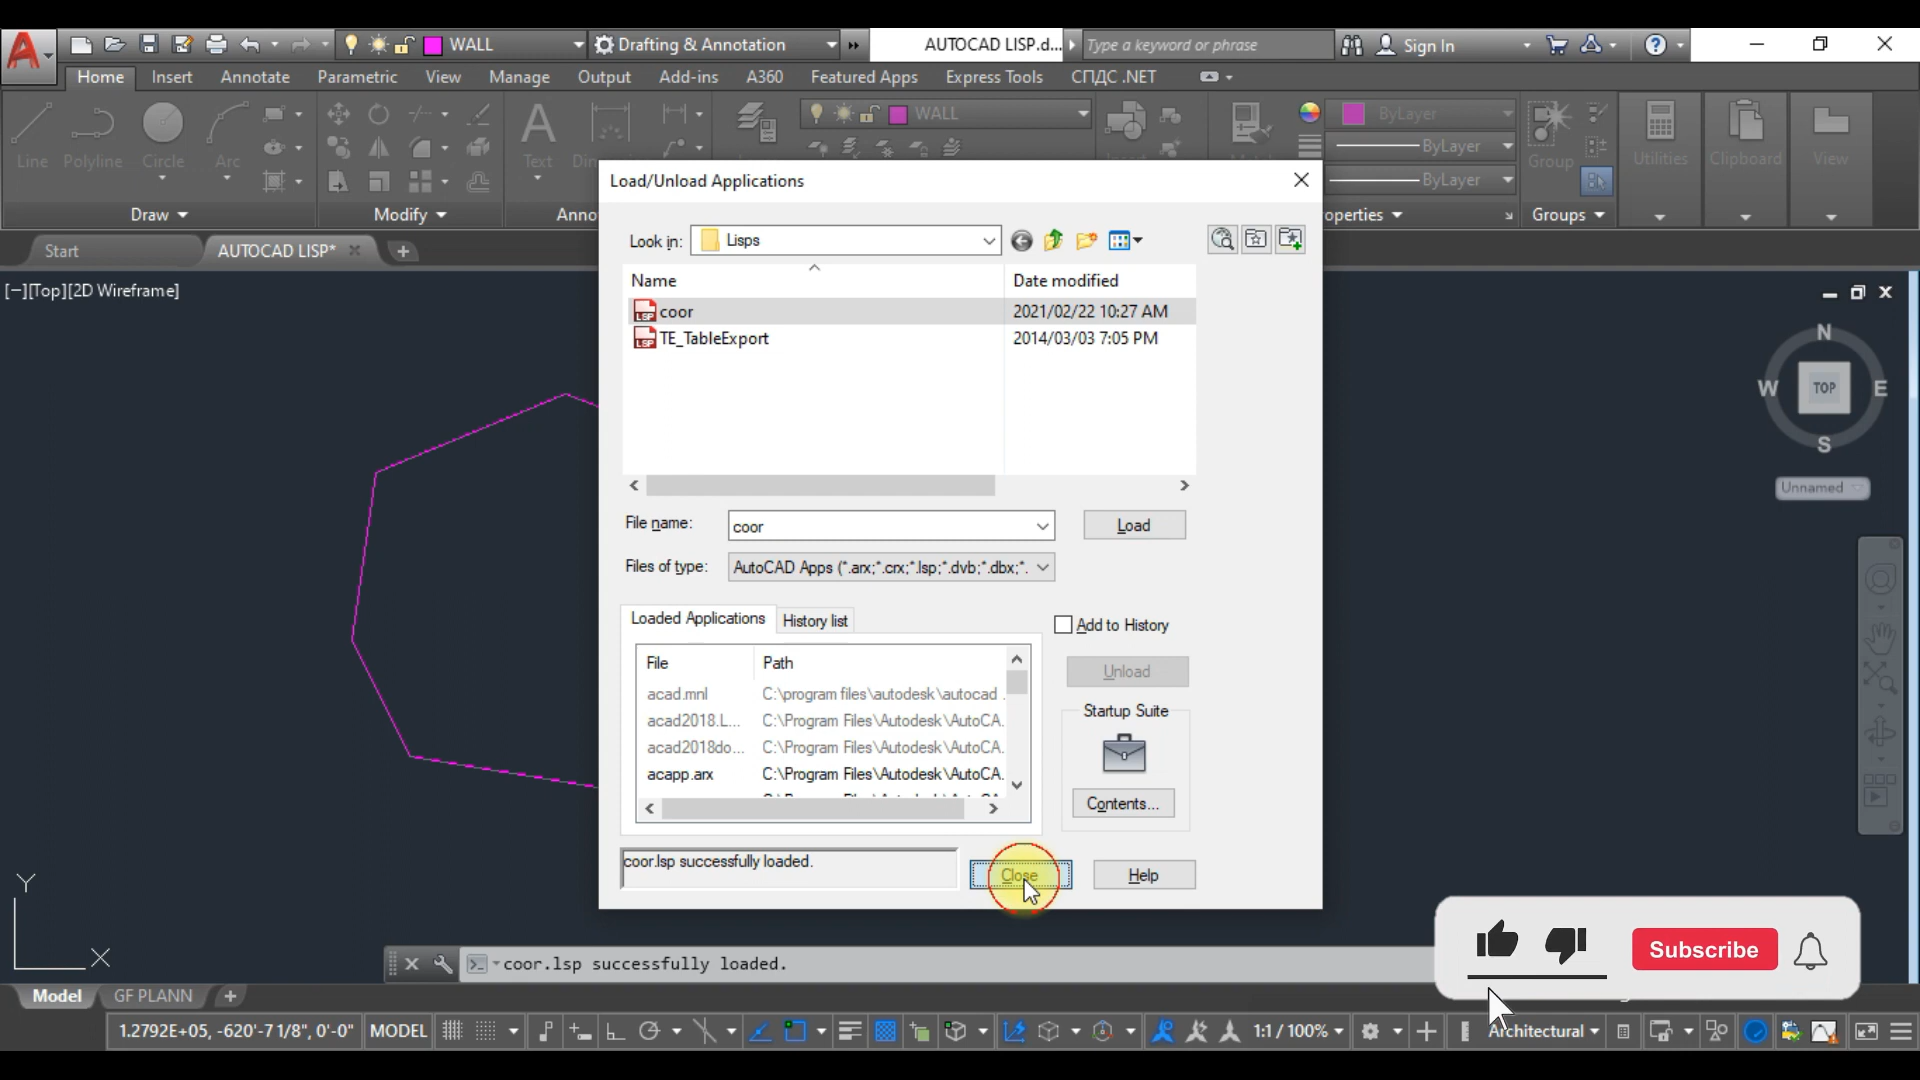 WALL
Drafting & Annotation
AUTOCAD LISP.d...
Type a keyword or phrase
Sign In
Home Insert Annotate Parametric View Manage Output Add-ins A360 Featured Apps Express Tools СПДС .NET
WALL
ByLayer
ByLayer
ByLayer
Line Polyline Circle Arc
Text
Group
Utilities
Clipboard
View
Draw
Modify
Anno
operties
Groups
Start
AUTOCAD LISP*
[−][Top][2D Wireframe]
N
W
TOP
E
S
Unnamed
Load/Unload Applications
Look in: Lisps
Name Date modified
coor 2021/02/22 10:27 AM
TE_TableExport 2014/03/03 7:05 PM
File name: coor Load
Files of type: AutoCAD Apps (*.arx;*.crx;*.lsp;*.dvb;*.dbx;*.
Loaded Applications History list
Add to History
File Path
acad.mnl C:\program files\autodesk\autocad
acad2018.L... C:\Program Files\Autodesk\AutoCA.
acad2018do... C:\Program Files\Autodesk\AutoCA.
acapp.arx C:\Program Files\Autodesk\AutoCA.
Unload
Startup Suite
Contents...
coor.lsp successfully loaded.
Close
Help
Y
X
coor.lsp successfully loaded.
Subscribe
Model GF PLANN
1.2792E+05, -620'-7 1/8", 0'-0" MODEL
1:1 / 100%
Architectural